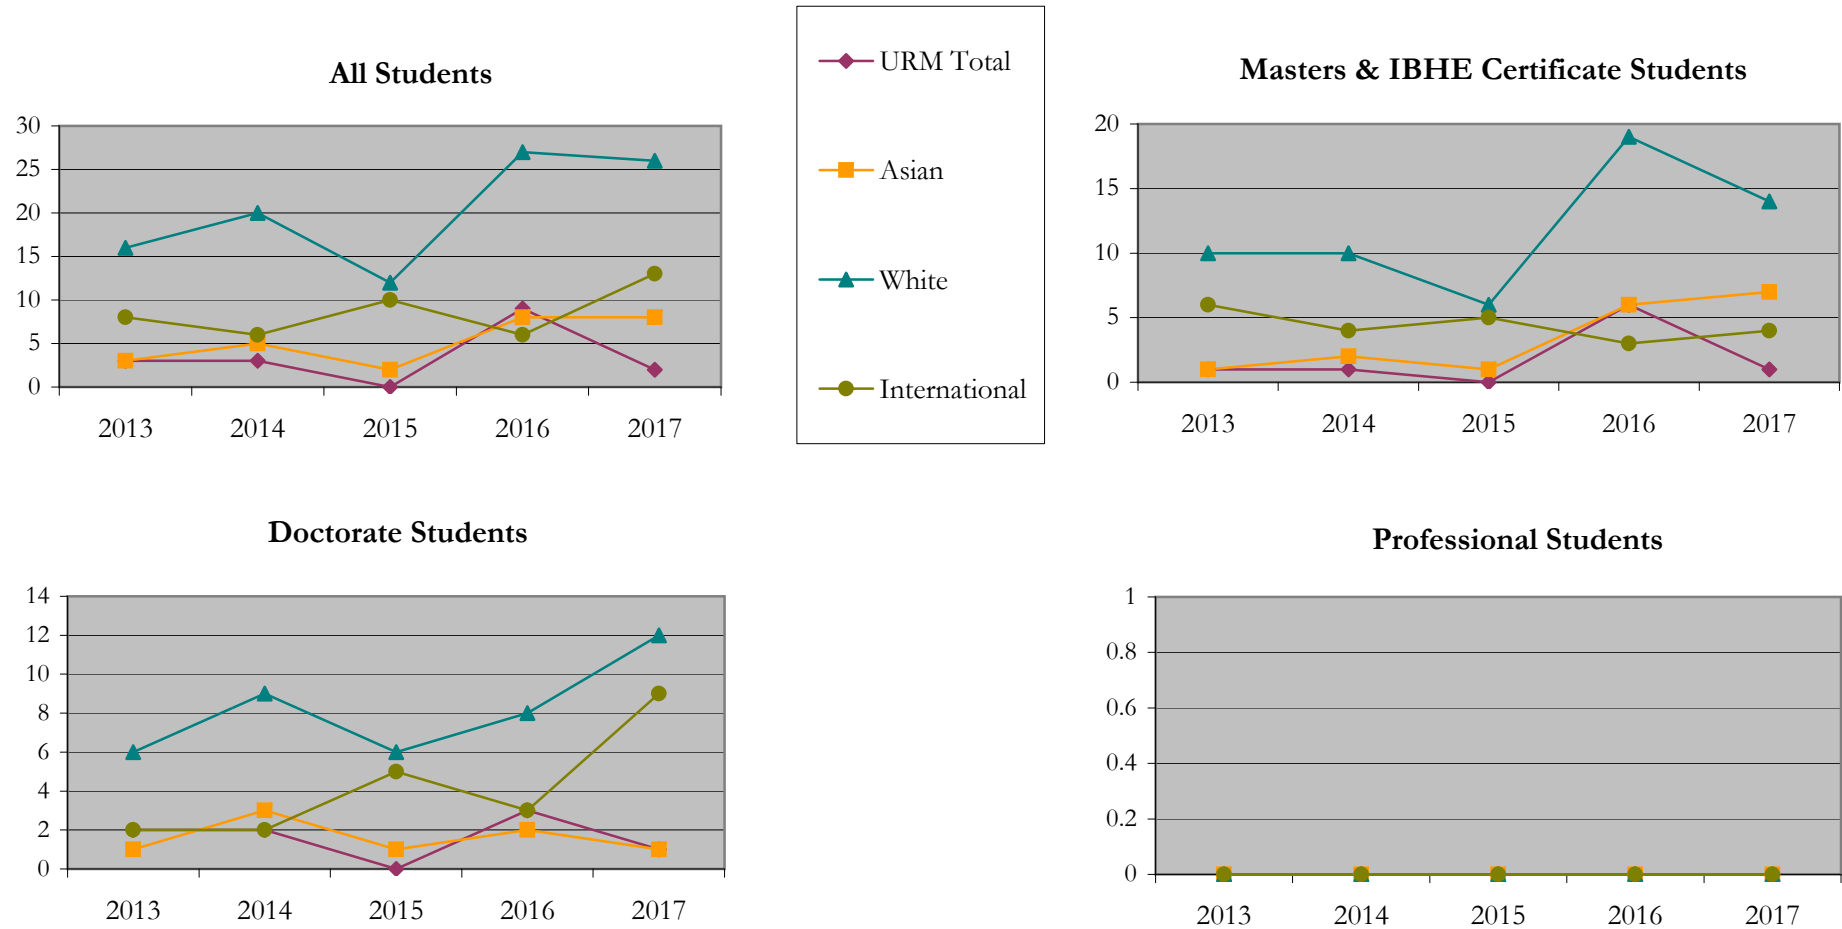 All Students
30
25
20
15
10
5
0
2013 2014 2015 2016 2017
URM Total
Asian
White
International
Masters & IBHE Certificate Students
20
15
10
5
0
2013 2014 2015 2016 2017
Doctorate Students
14
12
10
8
6
4
2
0
2013 2014 2015 2016 2017
Professional Students
1
0.8
0.6
0.4
0.2
0
2013 2014 2015 2016 2017